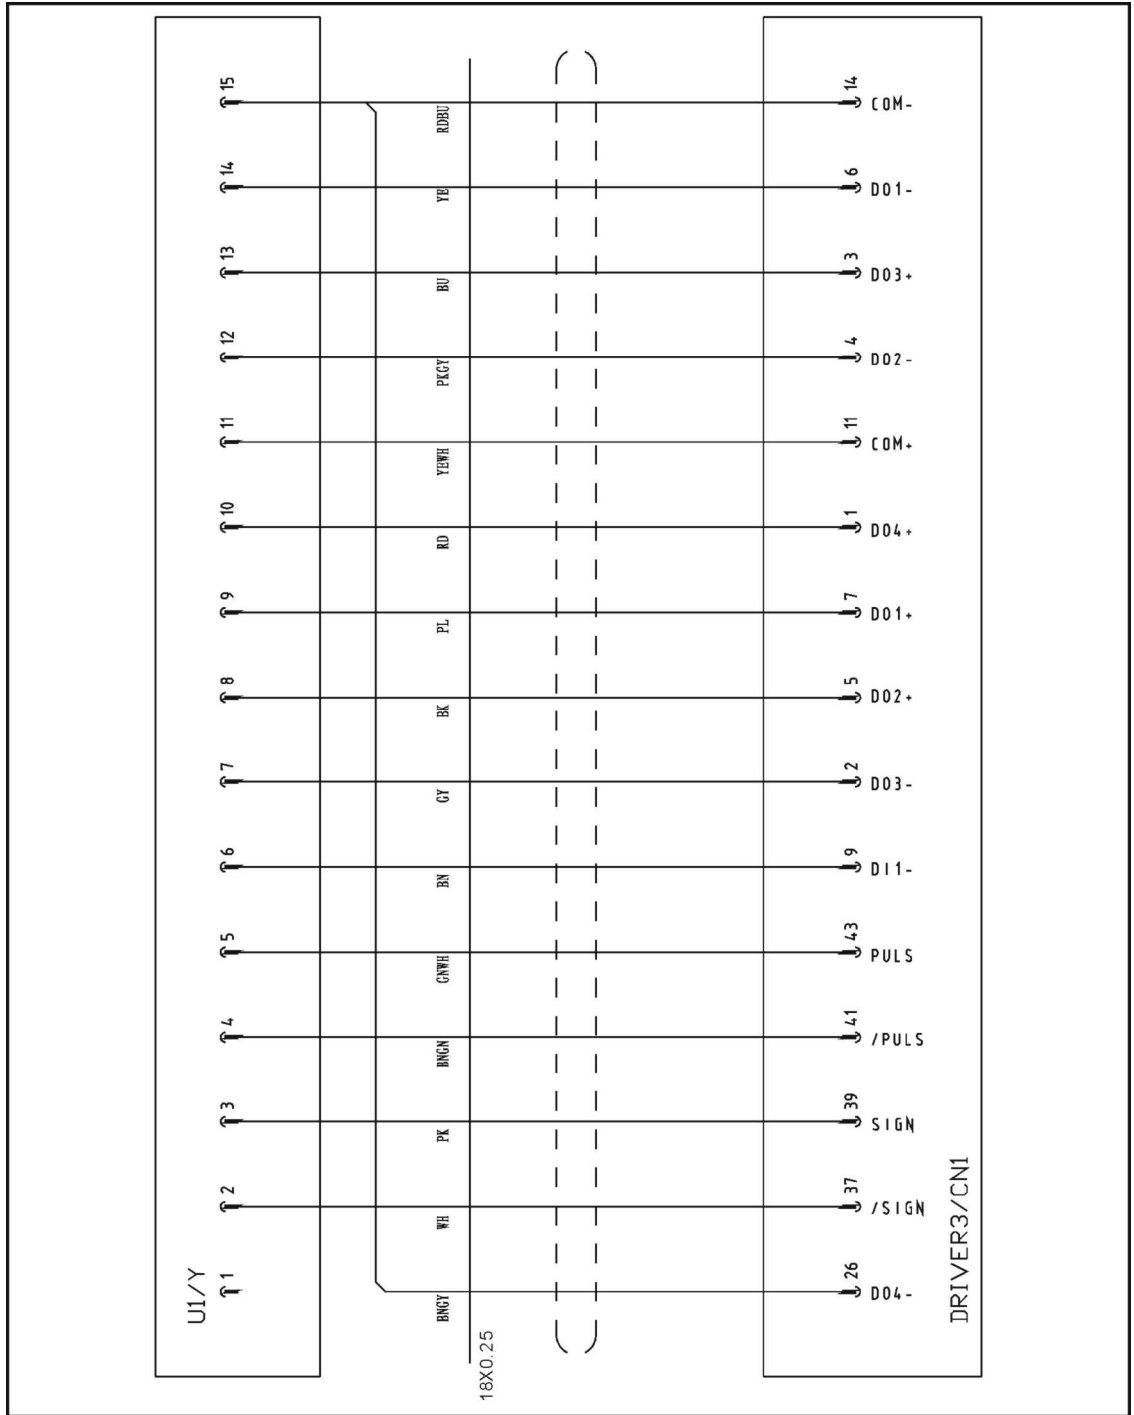 15 RDBU 14 COM-
14 YE 6 DO1-
13 BU 3 DO3+
12 PKGY 4 DO2-
11 YEWH 11 COM+
10 RD 1 DO4+
9 PL 7 DO1+
8 BK 5 DO2+
7 GY 2 DO3-
6 BN 9 DI1-
5 GNWH 43 PULS
4 BNGN 41 /PULS
3 PK 39 SIGN
2 WH 37 /SIGN
1 BNGY 26 DO4-
U1/Y
18X0.25
DRIVER3/CN1